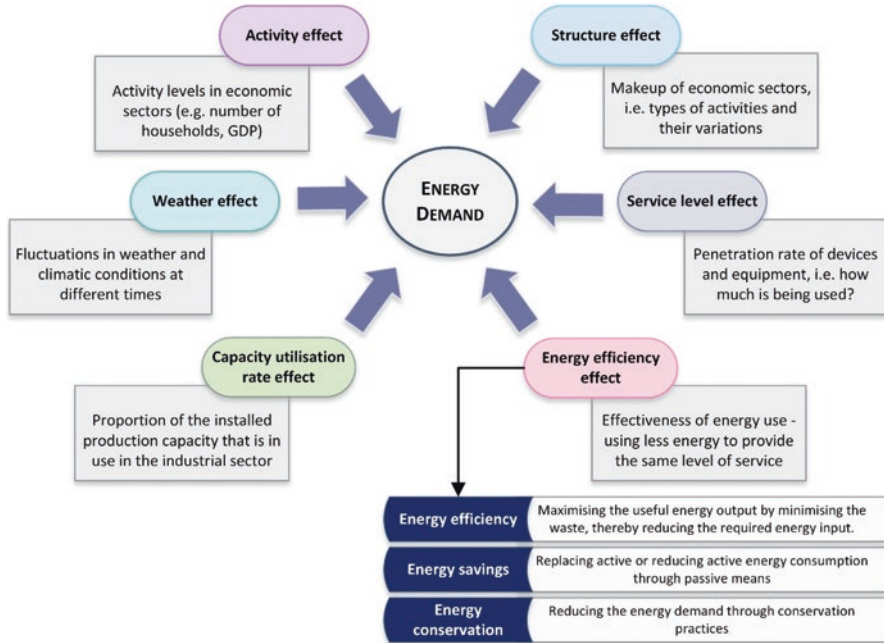 Activity effect
Activity levels in economic
sectors (e.g. number of
households, GDP)
Structure effect
Makeup of economic sectors,
i.e. types of activities and
their variations
ENERGY
DEMAND
Weather effect
Fluctuations in weather and
climatic conditions at
different times
Service level effect
Penetration rate of devices
and equipment, i.e. how
much is being used?
Capacity utilisation
rate effect
Proportion of the installed
production capacity that is in
use in the industrial sector
Energy efficiency
effect
Effectiveness of energy use -
using less energy to provide
the same level of service
Energy efficiency
Maximising the useful energy output by minimising the
waste, thereby reducing the required energy input.
Energy savings
Replacing active or reducing active energy consumption
through passive means
Energy
conservation
Reducing the energy demand through conservation
practices